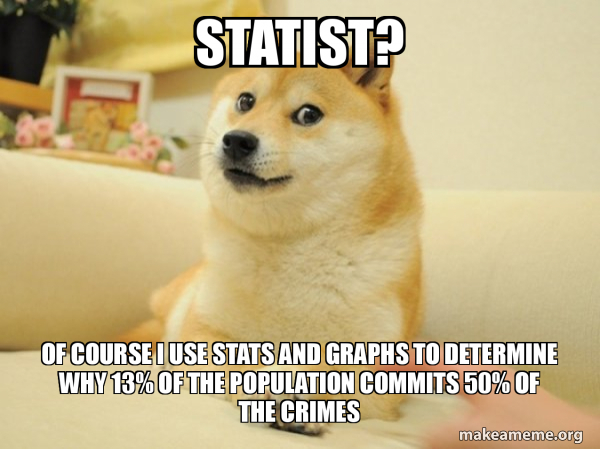 STATIST?
OF COURSE I USE STATS AND GRAPHS TO DETERMINE
WHY 13% OF THE POPULATION COMMITS 50% OF
THE CRIMES
makeameme.org